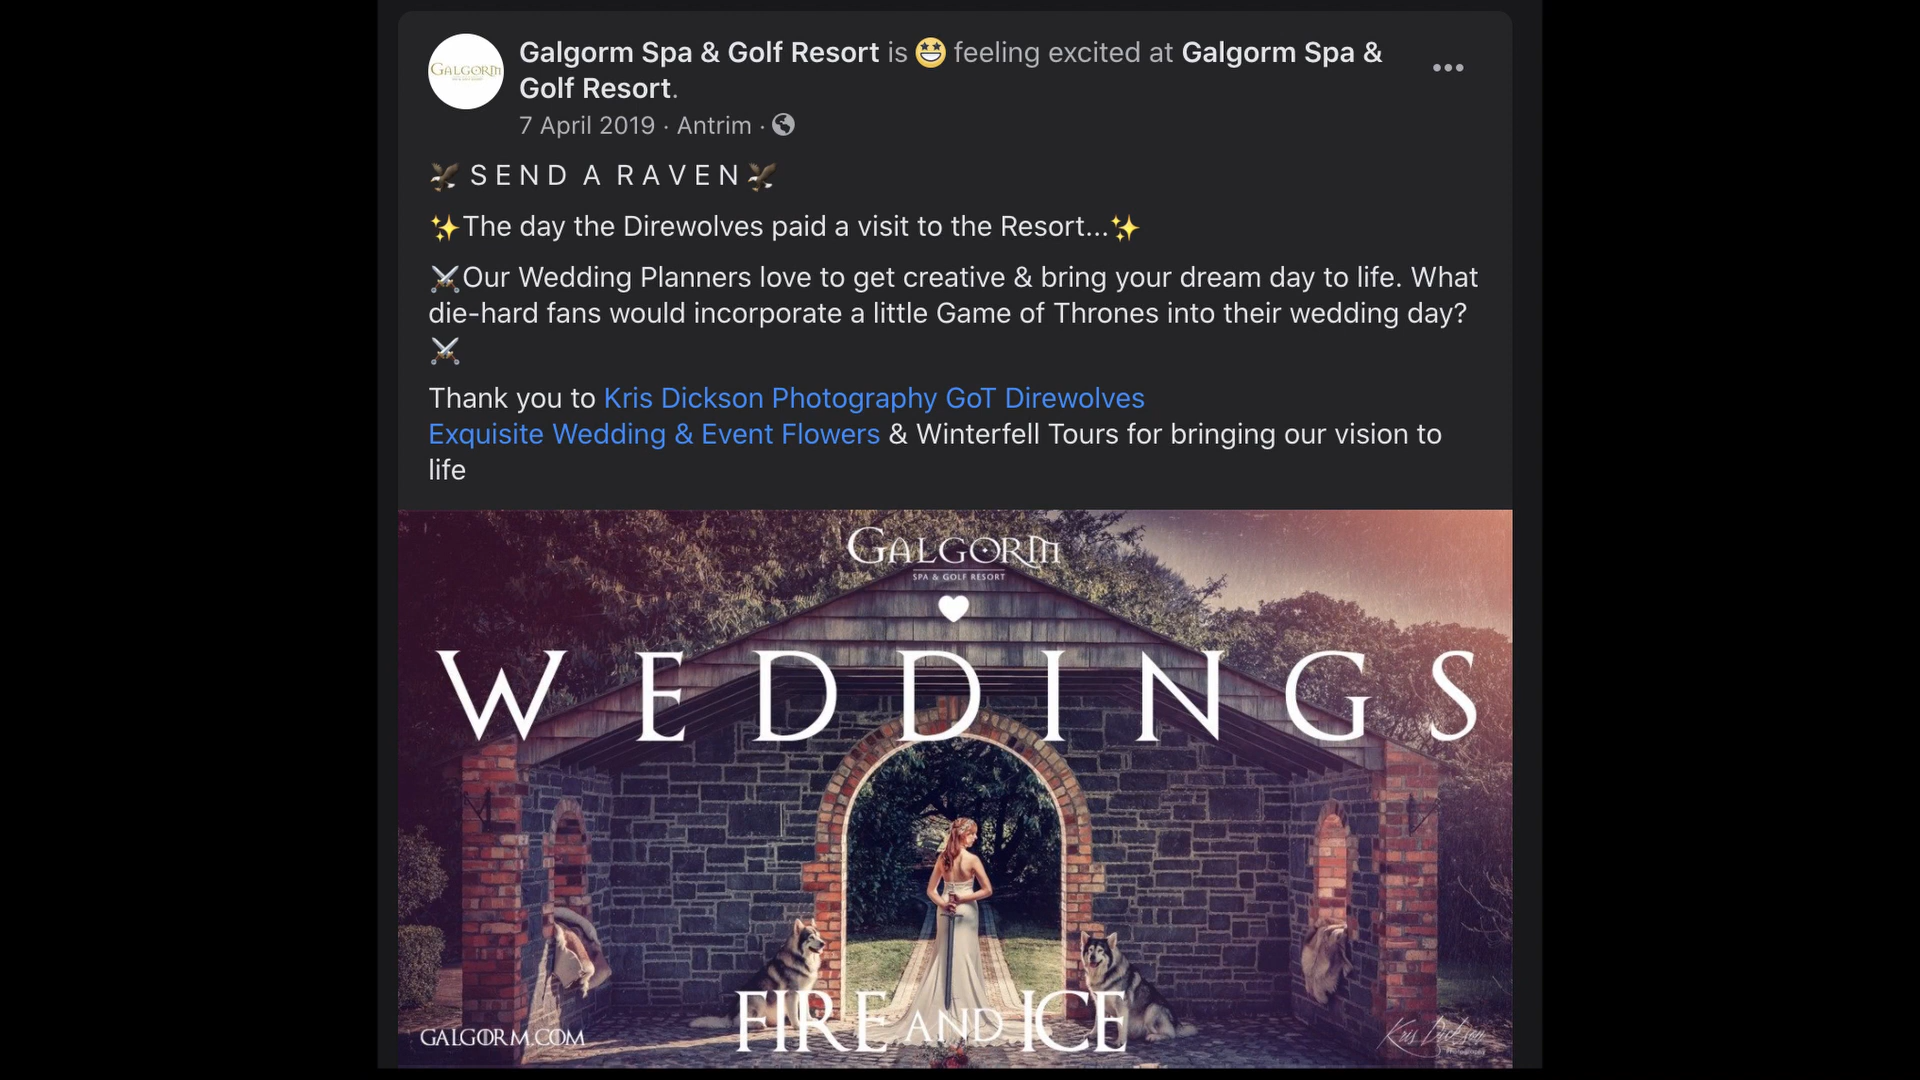 GALGORM
Galgorm Spa & Golf Resort is 🤩 feeling excited at Galgorm Spa &
Golf Resort.
7 April 2019 · Antrim ·
🦅 S E N D A R A V E N 🦅
✨The day the Direwolves paid a visit to the Resort...✨
⚔️Our Wedding Planners love to get creative & bring your dream day to life. What
die-hard fans would incorporate a little Game of Thrones into their wedding day?
⚔️
Thank you to Kris Dickson Photography GoT Direwolves
Exquisite Wedding & Event Flowers & Winterfell Tours for bringing our vision to
life
GALGORM
SPA & GOLF RESORT
WEDDINGS
FIRE AND ICE
GALGORM.COM
Kris Dickson
Photography